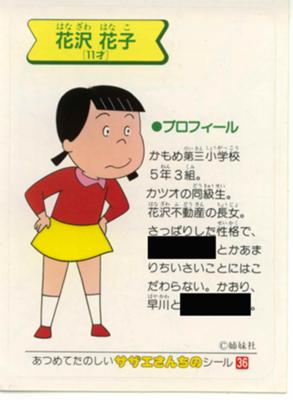 はな ざわ はな こ
花沢 花子
(11才)
●プロフィール
かもめ第三小学校
5年3組。
カツオの同級生。
花沢不動産の長女。
さっぱりした性格で、
とかあま
りちいさいことにはこ
だわらない。かおり、
早川と
©姉妹社
あつめてたのしい サザエさんちのシール 36